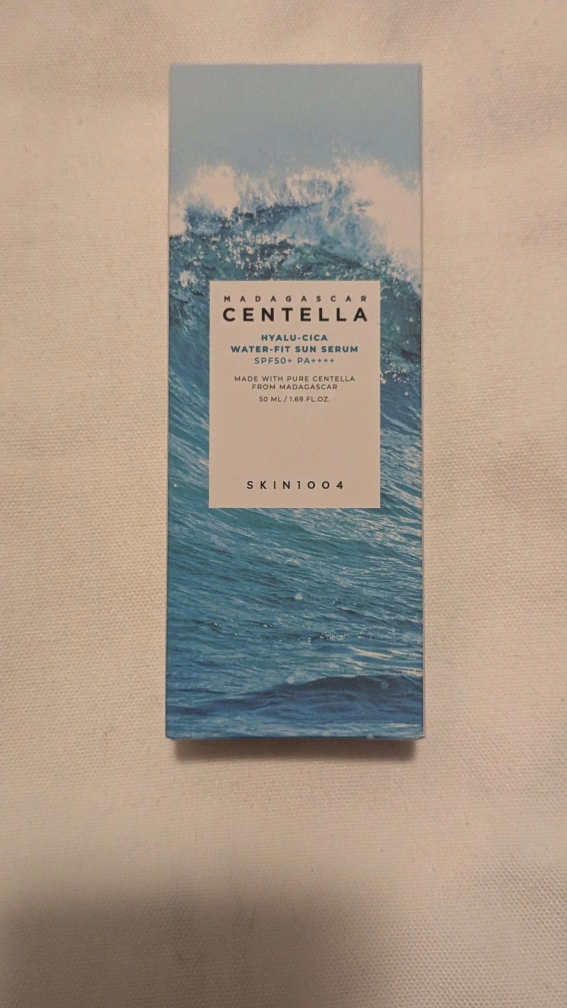 MADAGASCAR
CENTELLA
HYALU-CICA
WATER-FIT SUN SERUM
SPF50+ PA++++
MADE WITH PURE CENTELLA
FROM MADAGASCAR
50 ML / 1.69 FL.OZ.
SKIN1004